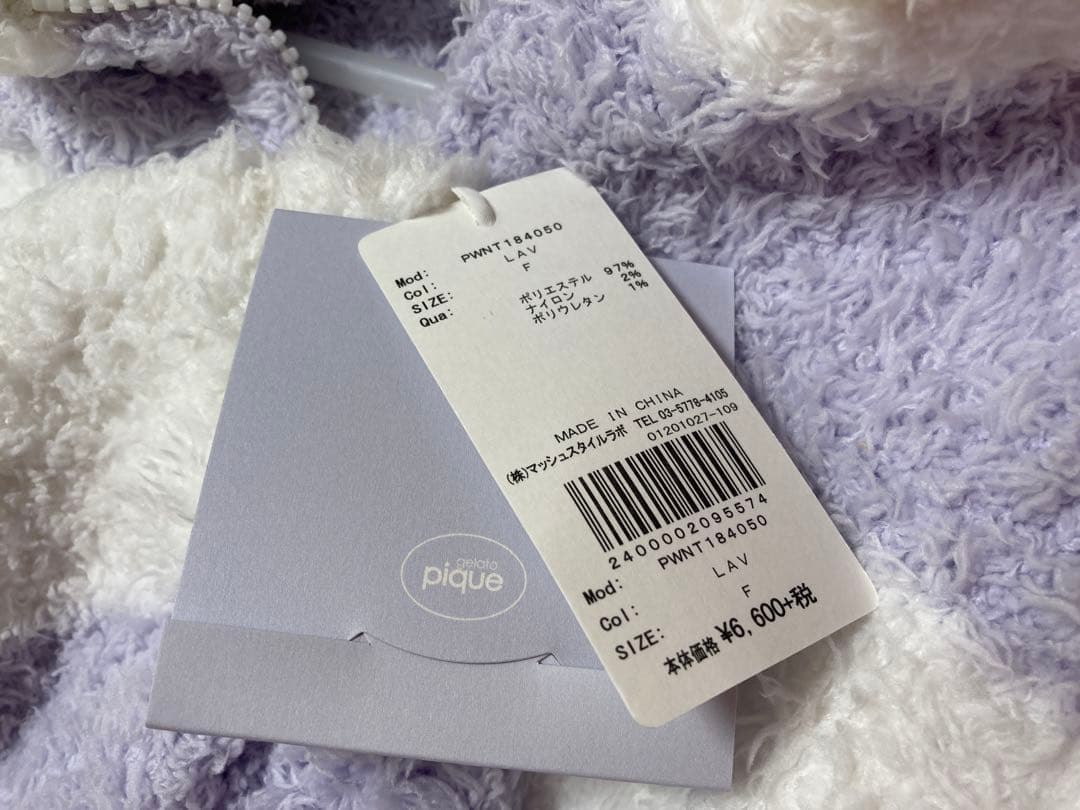 Mod: PWNT184050
Col: LAV
SIZE: F
Qua: ポリエステル 97%
ナイロン 2%
ポリウレタン 1%
MADE IN CHINA
(株)マッシュスタイルラボ TEL 03-5778-4105
01201027-109
2400002095574
Mod: PWNT184050
Col: LAV
SIZE: F
本体価格 ¥6,600+税
gelato
pique